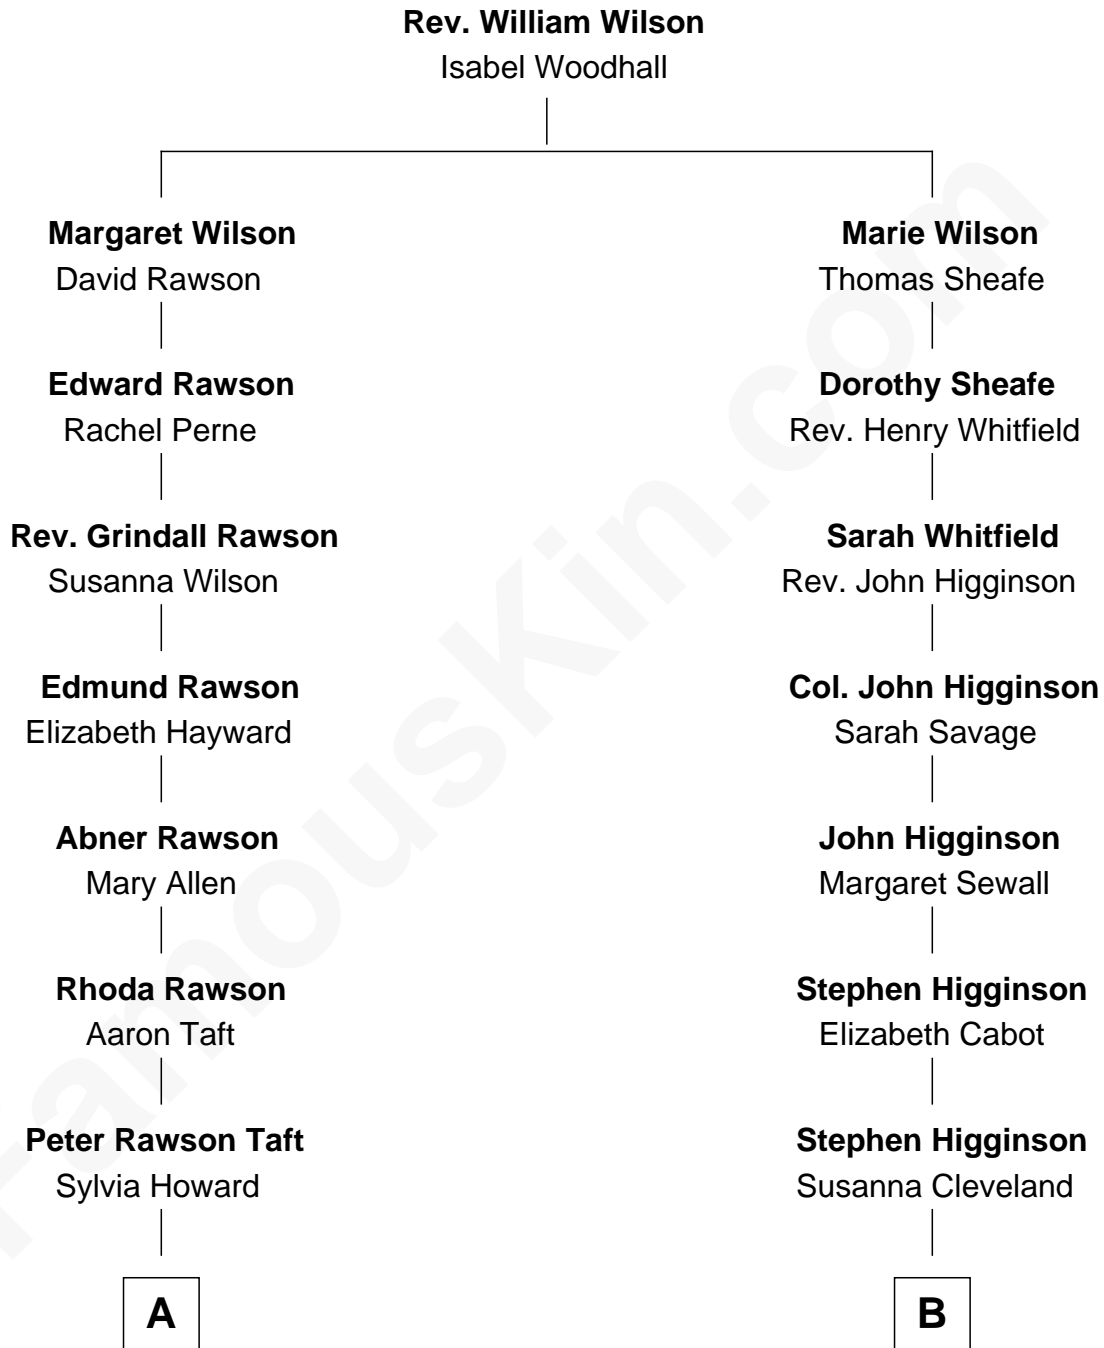 Rev. William Wilson
Isabel Woodhall
Margaret Wilson
David Rawson
Marie Wilson
Thomas Sheafe
Edward Rawson
Rachel Perne
Dorothy Sheafe
Rev. Henry Whitfield
Rev. Grindall Rawson
Susanna Wilson
Sarah Whitfield
Rev. John Higginson
Edmund Rawson
Elizabeth Hayward
Col. John Higginson
Sarah Savage
Abner Rawson
Mary Allen
John Higginson
Margaret Sewall
Rhoda Rawson
Aaron Taft
Stephen Higginson
Elizabeth Cabot
Peter Rawson Taft
Sylvia Howard
Stephen Higginson
Susanna Cleveland
A
B
FamousKin.com